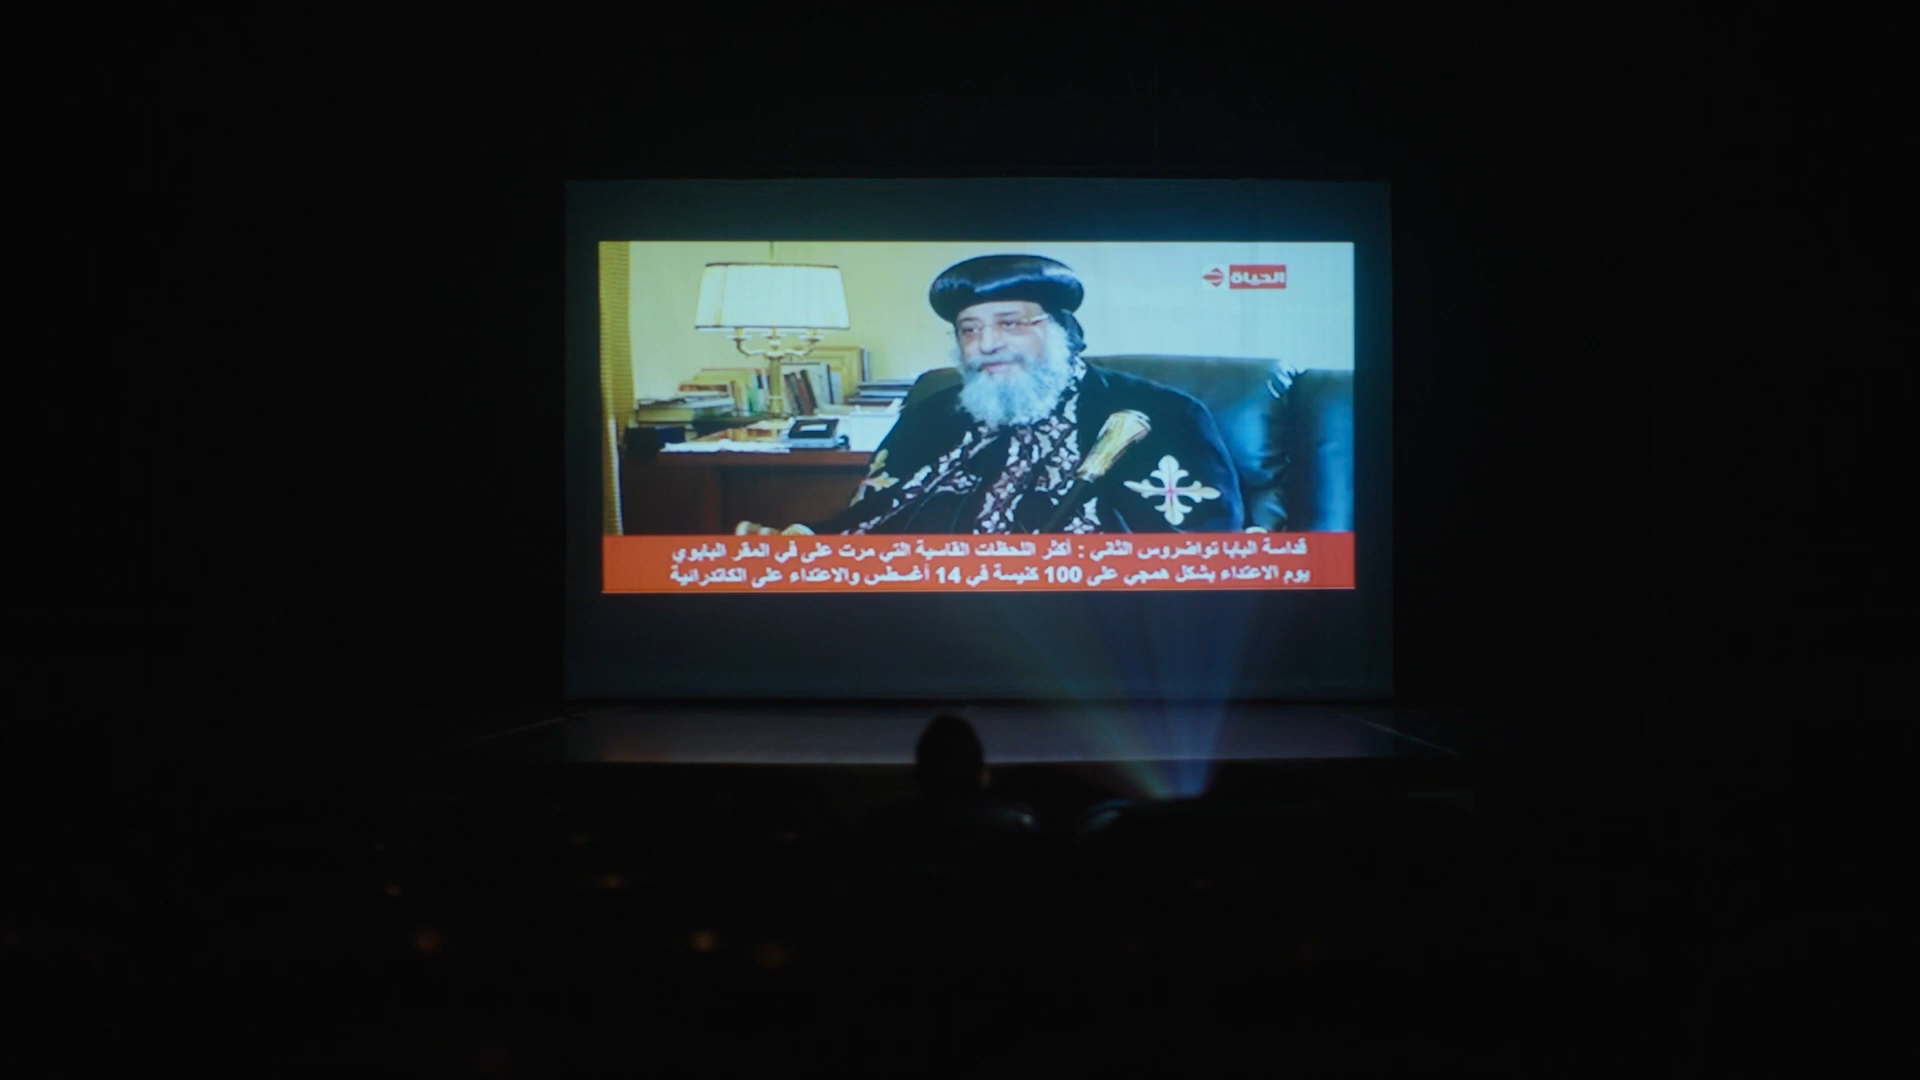 الحياة
قداسة البابا تواضروس الثاني : أكثر اللحظات القاسية التي مرت على في المقر البابوي
يوم الاعتداء بشكل همجي على 100 كنيسة في 14 أغسطس والاعتداء على الكاتدرائية